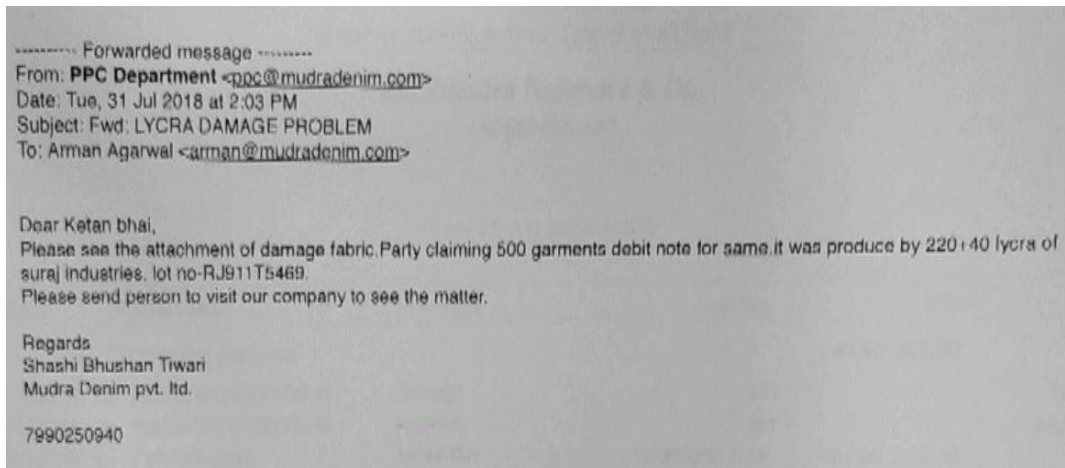 ---------- Forwarded message ---------
From: PPC Department <ppc@mudradenim.com>
Date: Tue, 31 Jul 2018 at 2:03 PM
Subject: Fwd: LYCRA DAMAGE PROBLEM
To: Arman Agarwal <arman@mudradenim.com>
Dear Ketan bhai,
Please see the attachment of damage fabric.Party claiming 500 garments debit note for same.it was produce by 220+40 lycra of
suraj industries. lot no-RJ911T5469.
Please send person to visit our company to see the matter.
Regards
Shashi Bhushan Tiwari
Mudra Denim pvt. ltd.
7990250940